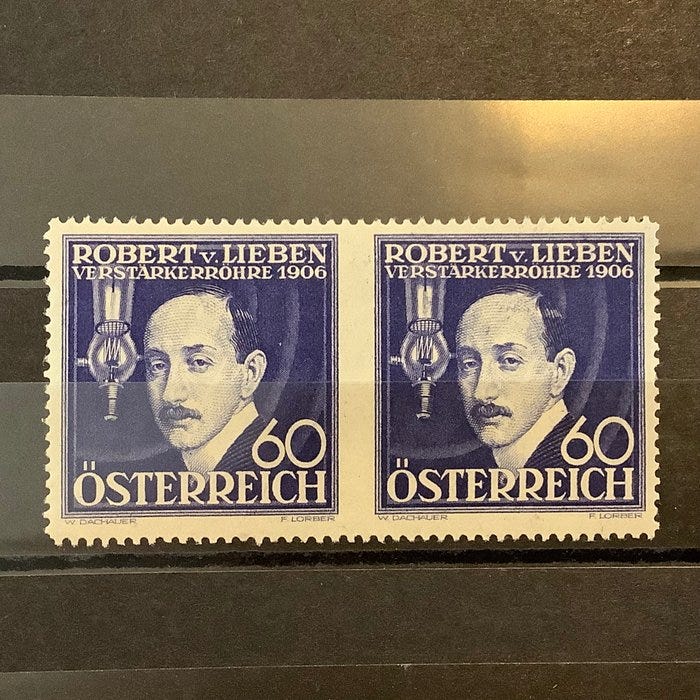 ROBERT v. LIEBEN
VERSTÄRKERRÖHRE 1906
60
ÖSTERREICH
W. DACHAUER F. LORBER
ROBERT v. LIEBEN
VERSTÄRKERRÖHRE 1906
60
ÖSTERREICH
W. DACHAUER F. LORBER